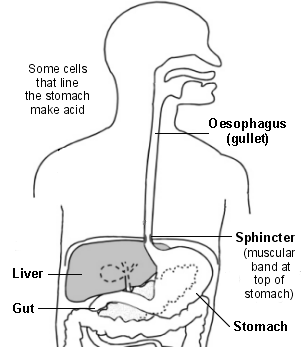 Some cells
that line
the stomach
make acid
Oesophagus
(gullet)
Sphincter
(muscular
band at
top of
stomach)
Liver
Gut
Stomach